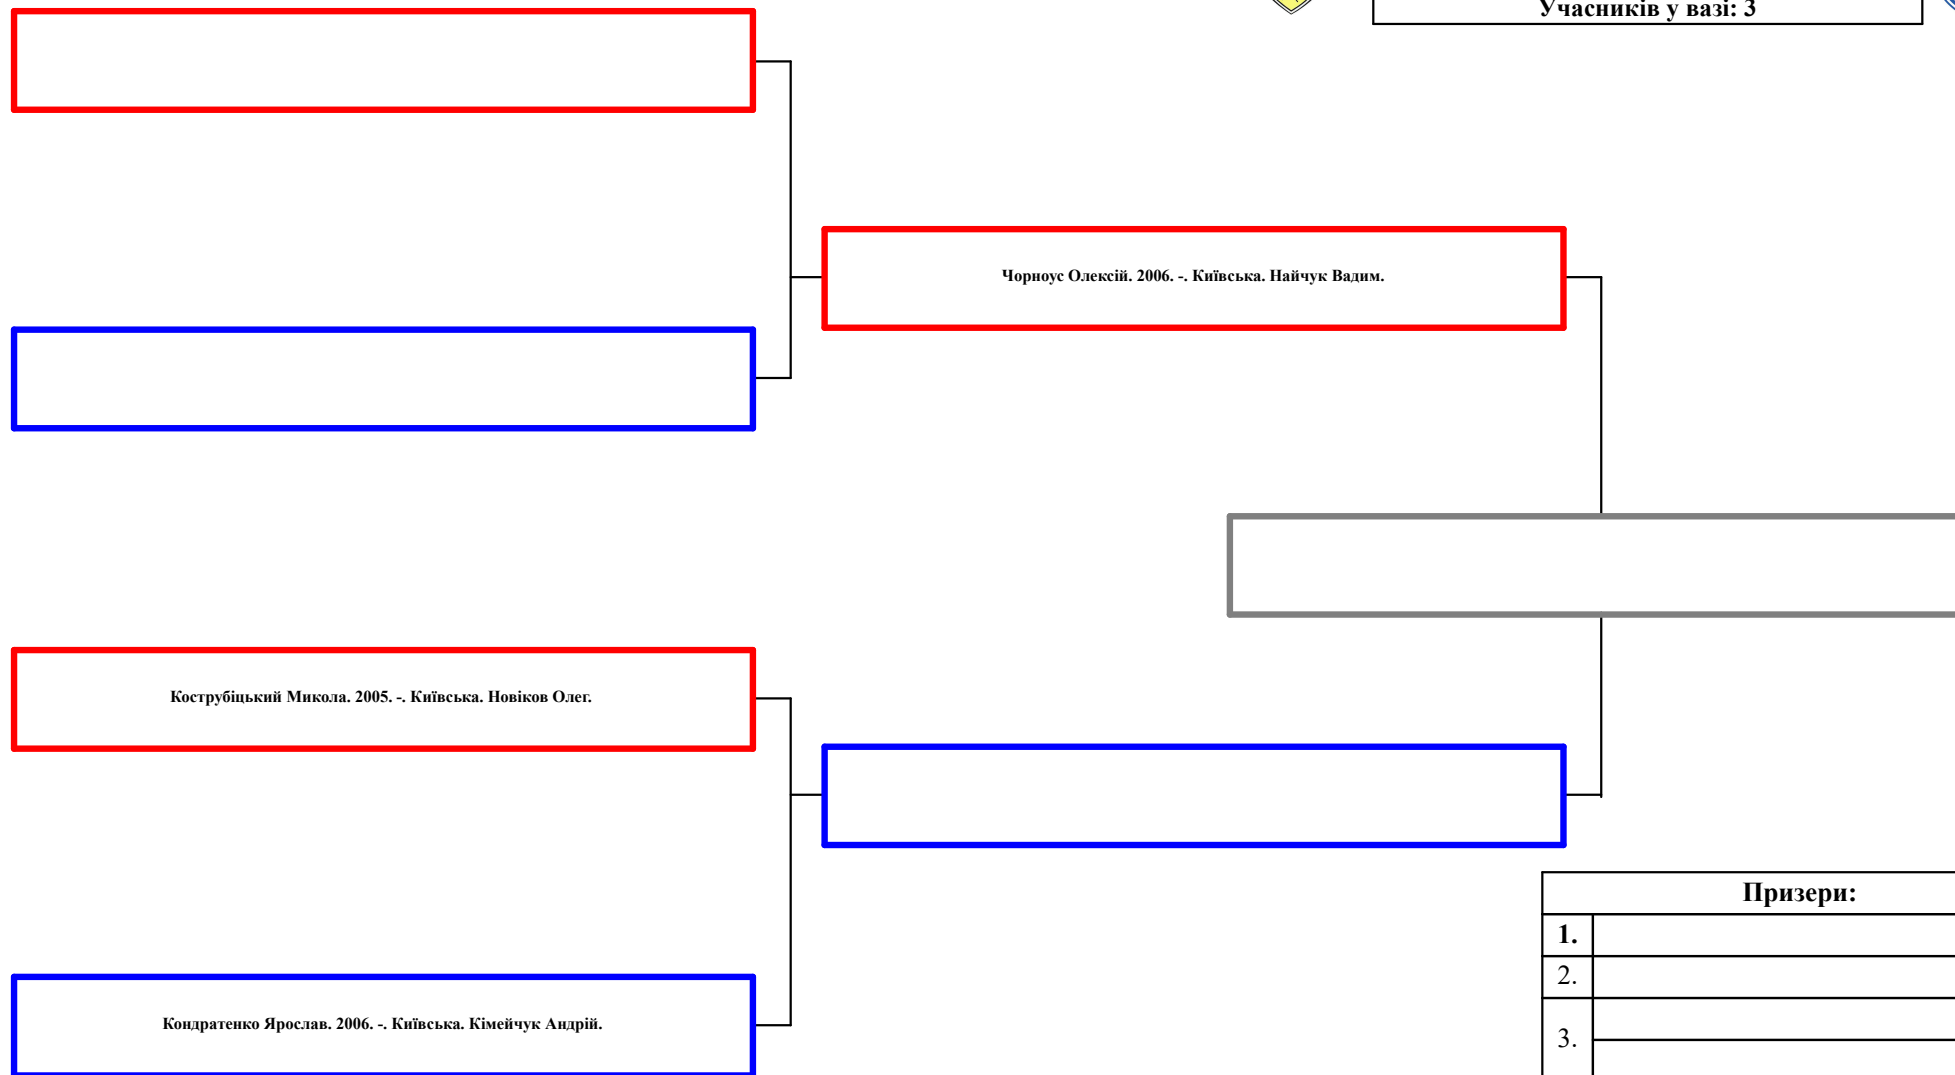 Учасників у вазі: 3
Чорноус Олексій. 2006. -. Київська. Найчук Вадим.
Кострубіцький Микола. 2005. -. Київська. Новіков Олег.
Кондратенко Ярослав. 2006. -. Київська. Кімейчук Андрій.
Призери:
1.
2.
3.